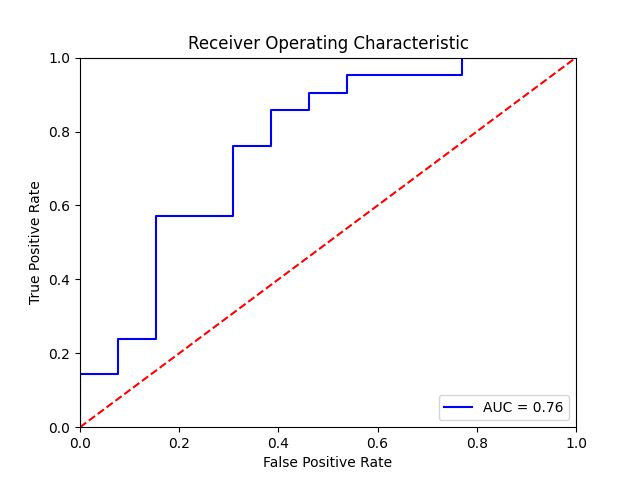 Receiver Operating Characteristic
1.0
0.8
0.6
0.4
0.2
0.0
True Positive Rate
AUC = 0.76
0.0 0.2 0.4 0.6 0.8 1.0
False Positive Rate